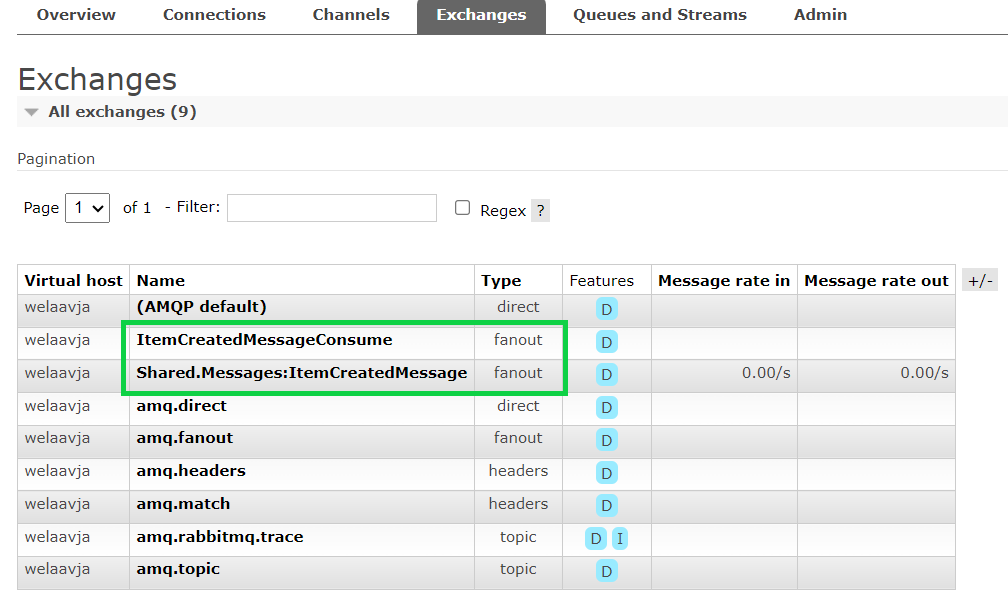 Overview Connections Channels Exchanges Queues and Streams Admin
Exchanges
All exchanges (9)
Pagination
Page 1 of 1 - Filter: Regex ?
Virtual host Name Type Features Message rate in Message rate out +/-
welaavja (AMQP default) direct D
welaavja ItemCreatedMessageConsume fanout D
welaavja Shared.Messages:ItemCreatedMessage fanout D 0.00/s 0.00/s
welaavja amq.direct direct D
welaavja amq.fanout fanout D
welaavja amq.headers headers D
welaavja amq.match headers D
welaavja amq.rabbitmq.trace topic D I
welaavja amq.topic topic D